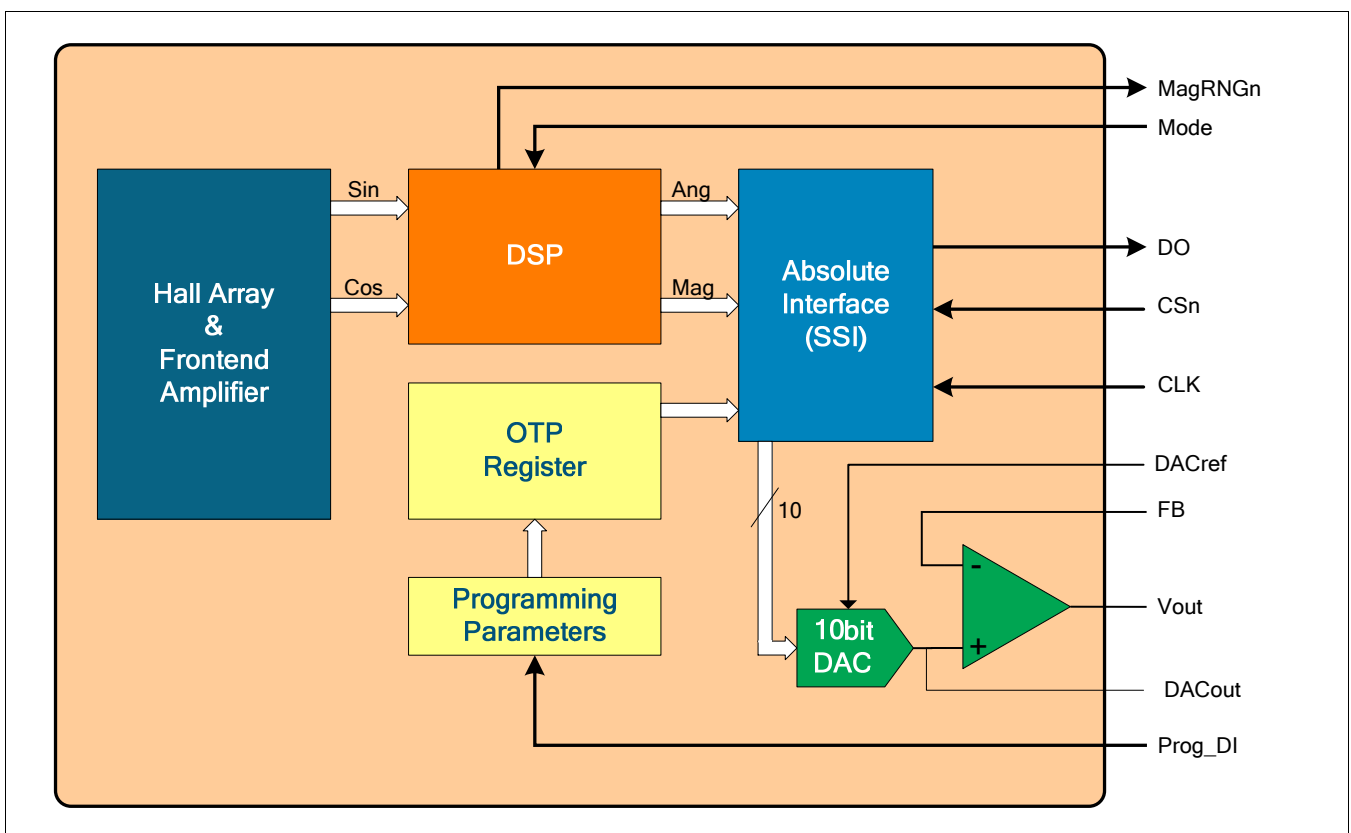 MagRNGn
Mode
Sin
Ang
DSP
DO
Hall Array
&
Frontend
Amplifier
Cos
Mag
Absolute
Interface
(SSI)
CSn
CLK
OTP
Register
DACref
10
FB
-
Programming
Parameters
10bit
DAC
+
Vout
DACout
Prog_DI